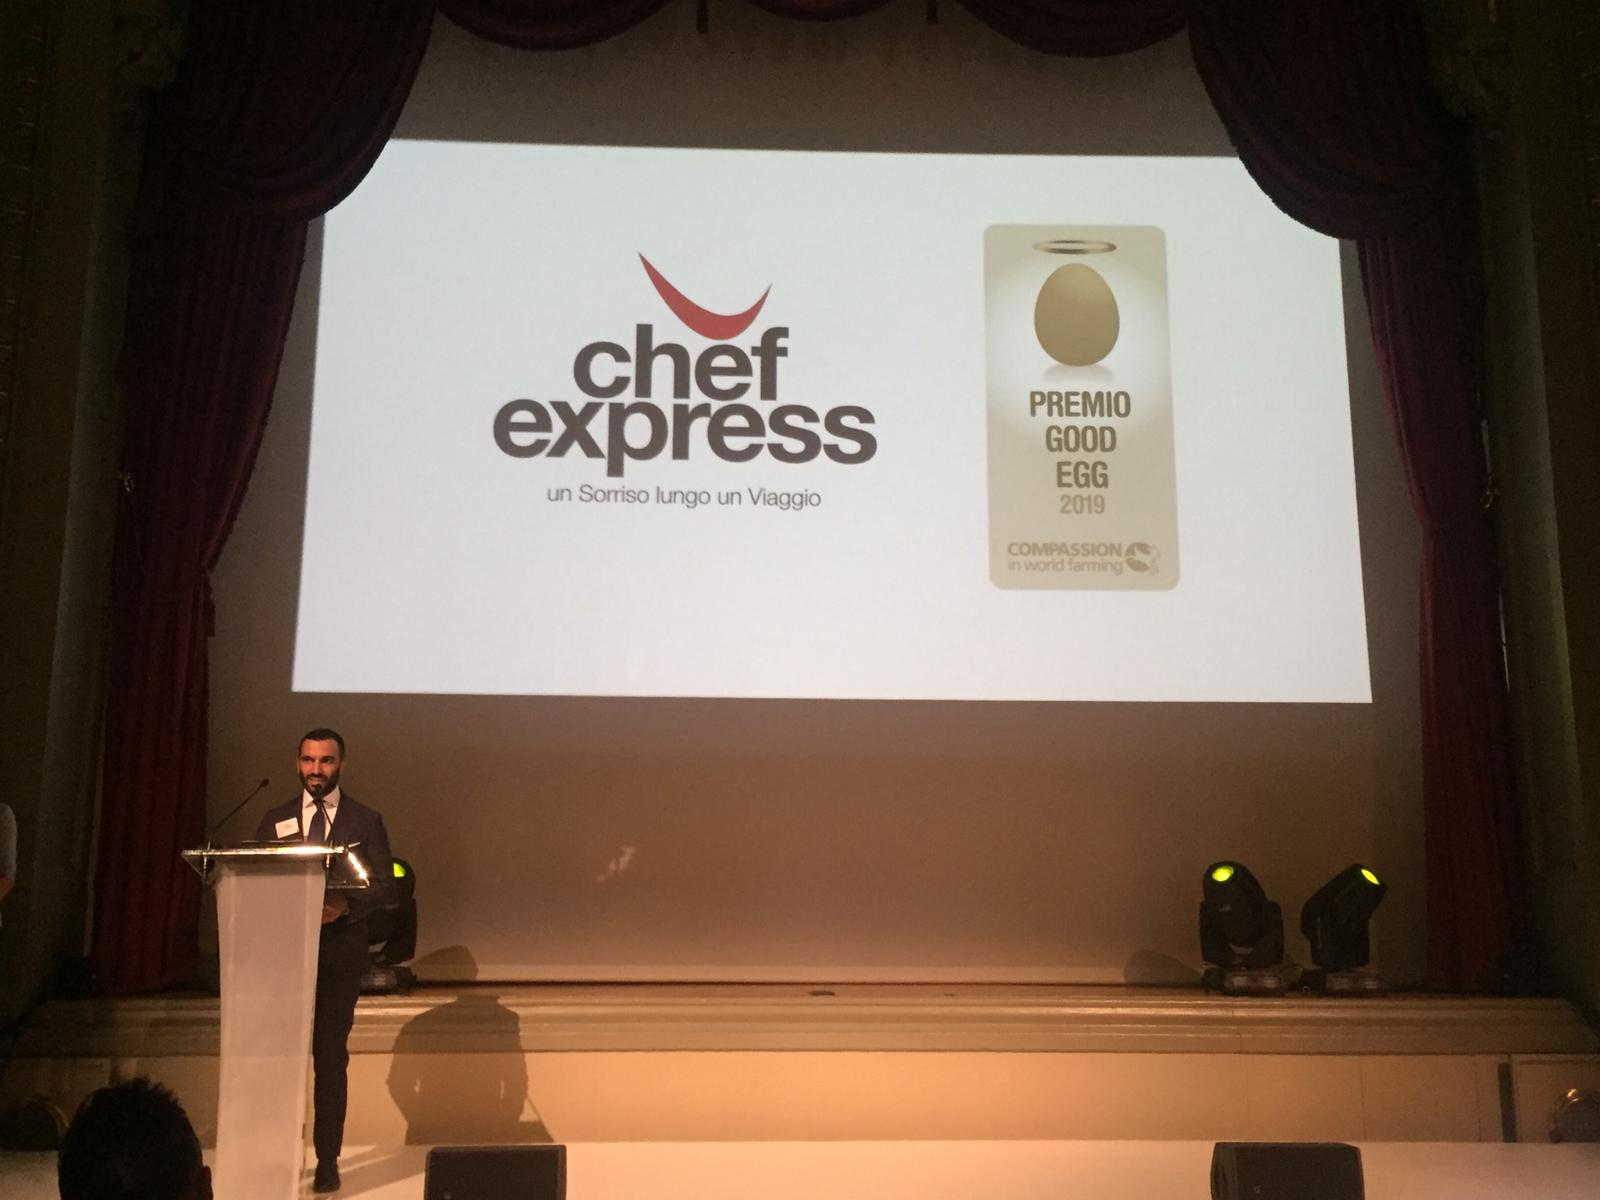 chef
express
un Sorriso lungo un Viaggio
PREMIO
GOOD
EGG
2019
COMPASSION
in world farming